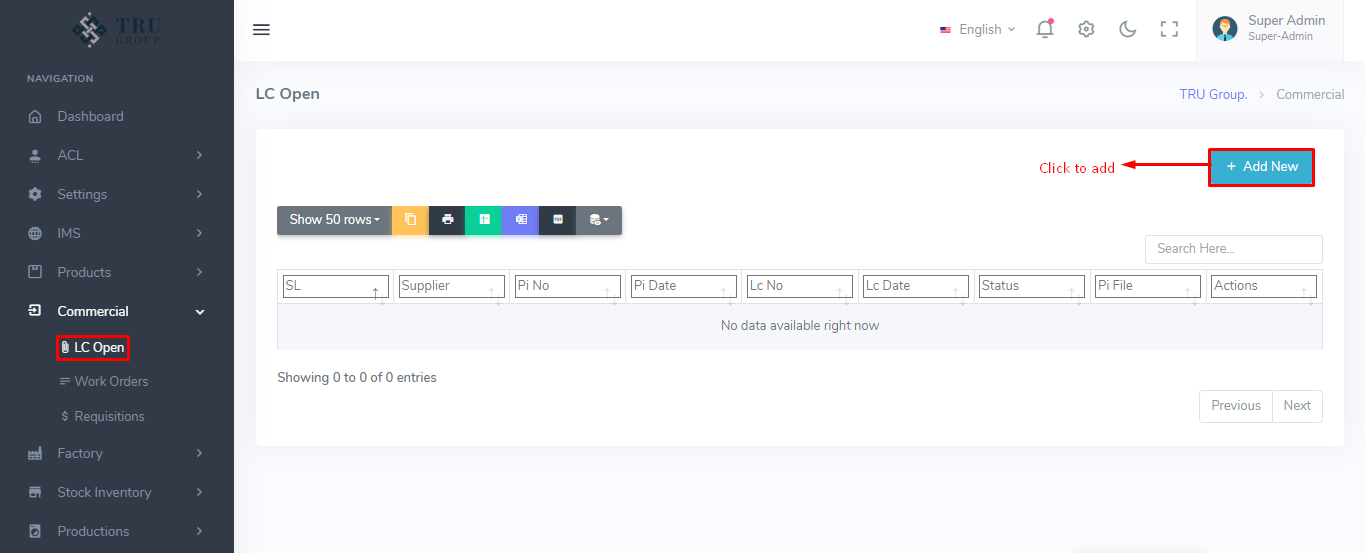 TRU
GROUP
English
Super Admin
Super-Admin
NAVIGATION
Dashboard
ACL
Settings
IMS
Products
Commercial
LC Open
Work Orders
Requisitions
Factory
Stock Inventory
Productions
LC Open
TRU Group. > Commercial
Click to add
+ Add New
Show 50 rows
Search Here...
SL Supplier Pi No Pi Date Lc No Lc Date Status Pi File Actions
No data available right now
Showing 0 to 0 of 0 entries
Previous Next